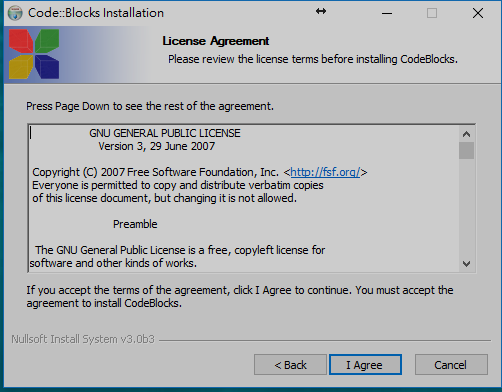 Code::Blocks Installation
License Agreement
Please review the license terms before installing CodeBlocks.
Press Page Down to see the rest of the agreement.
GNU GENERAL PUBLIC LICENSE
Version 3, 29 June 2007
Copyright (C) 2007 Free Software Foundation, Inc. <http://fsf.org/>
Everyone is permitted to copy and distribute verbatim copies
of this license document, but changing it is not allowed.
Preamble
The GNU General Public License is a free, copyleft license for
software and other kinds of works.
If you accept the terms of the agreement, click I Agree to continue. You must accept the
agreement to install CodeBlocks.
Nullsoft Install System v3.0b3
< Back
I Agree
Cancel